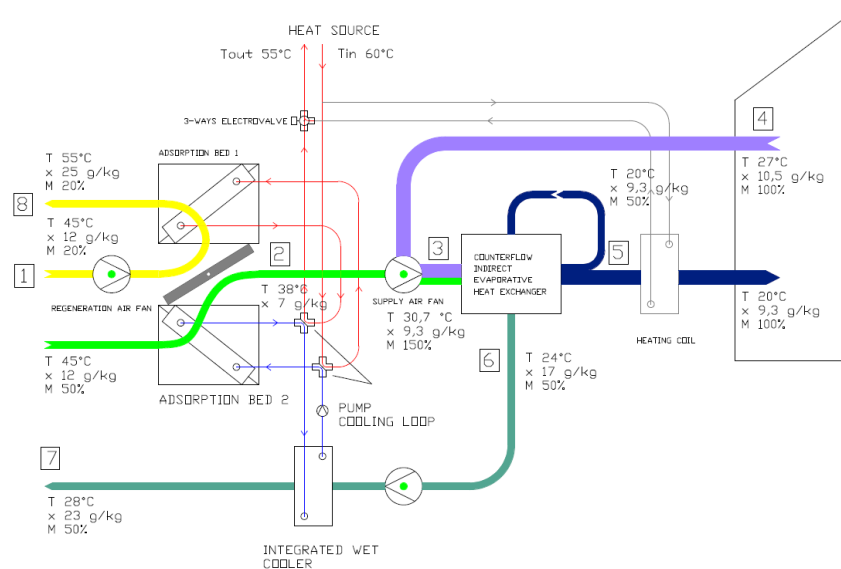 HEAT SOURCE
Tout 55°C
Tin 60°C
3-WAYS ELECTROVALVE
4
ADSORPTION BED 1
T 55°C
x 25 g/kg
M 20%
T 27°C
x 10,5 g/kg
M 100%
T 20°C
x 9,3 g/kg
M 50%
8
T 45°C
x 12 g/kg
M 20%
1
2
3
5
COUNTERFLOW
INDIRECT
EVAPORATIVE
HEAT EXCHANGER
REGENERATION AIR FAN
T 38°6
x 7 g/kg
SUPPLY AIR FAN
T 30,7 °C
x 9,3 g/kg
M 150%
T 20°C
x 9,3 g/kg
M 100%
HEATING COIL
T 45°C
x 12 g/kg
M 50%
6
T 24°C
x 17 g/kg
M 50%
ADSORPTION BED 2
PUMP
COOLING LOOP
7
T 28°C
x 23 g/kg
M 50%
INTEGRATED WET
COOLER